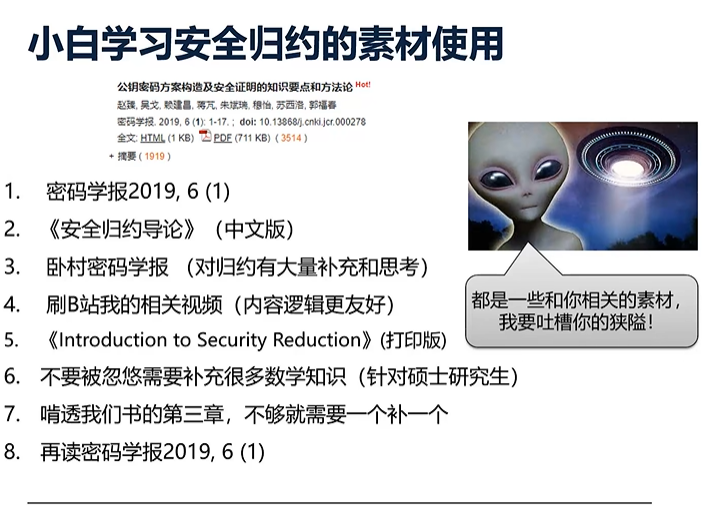 小白学习安全归约的素材使用
公钥密码方案构造及安全证明的知识要点和方法论 Hot!
赵臻, 吴戈, 赖建昌, 蒋芃, 朱斌瑞, 穆怡, 苏西洛, 郭福春
密码学报. 2019, 6 (1): 1-17. ; doi: 10.13868/j.cnki.jcr.000278
全文: HTML (1 KB) PDF (711 KB) ( 3514 )
+ 摘要 ( 1919 )
1. 密码学报2019, 6 (1)
2. 《安全归约导论》（中文版）
3. 卧村密码学报 （对归约有大量补充和思考）
4. 刷B站我的相关视频（内容逻辑更友好）
5. 《Introduction to Security Reduction》(打印版)
6. 不要被忽悠需要补充很多数学知识（针对硕士研究生）
7. 啃透我们书的第三章，不够就需要一个补一个
8. 再读密码学报2019, 6 (1)
都是一些和你相关的素材，
我要吐槽你的狭隘！